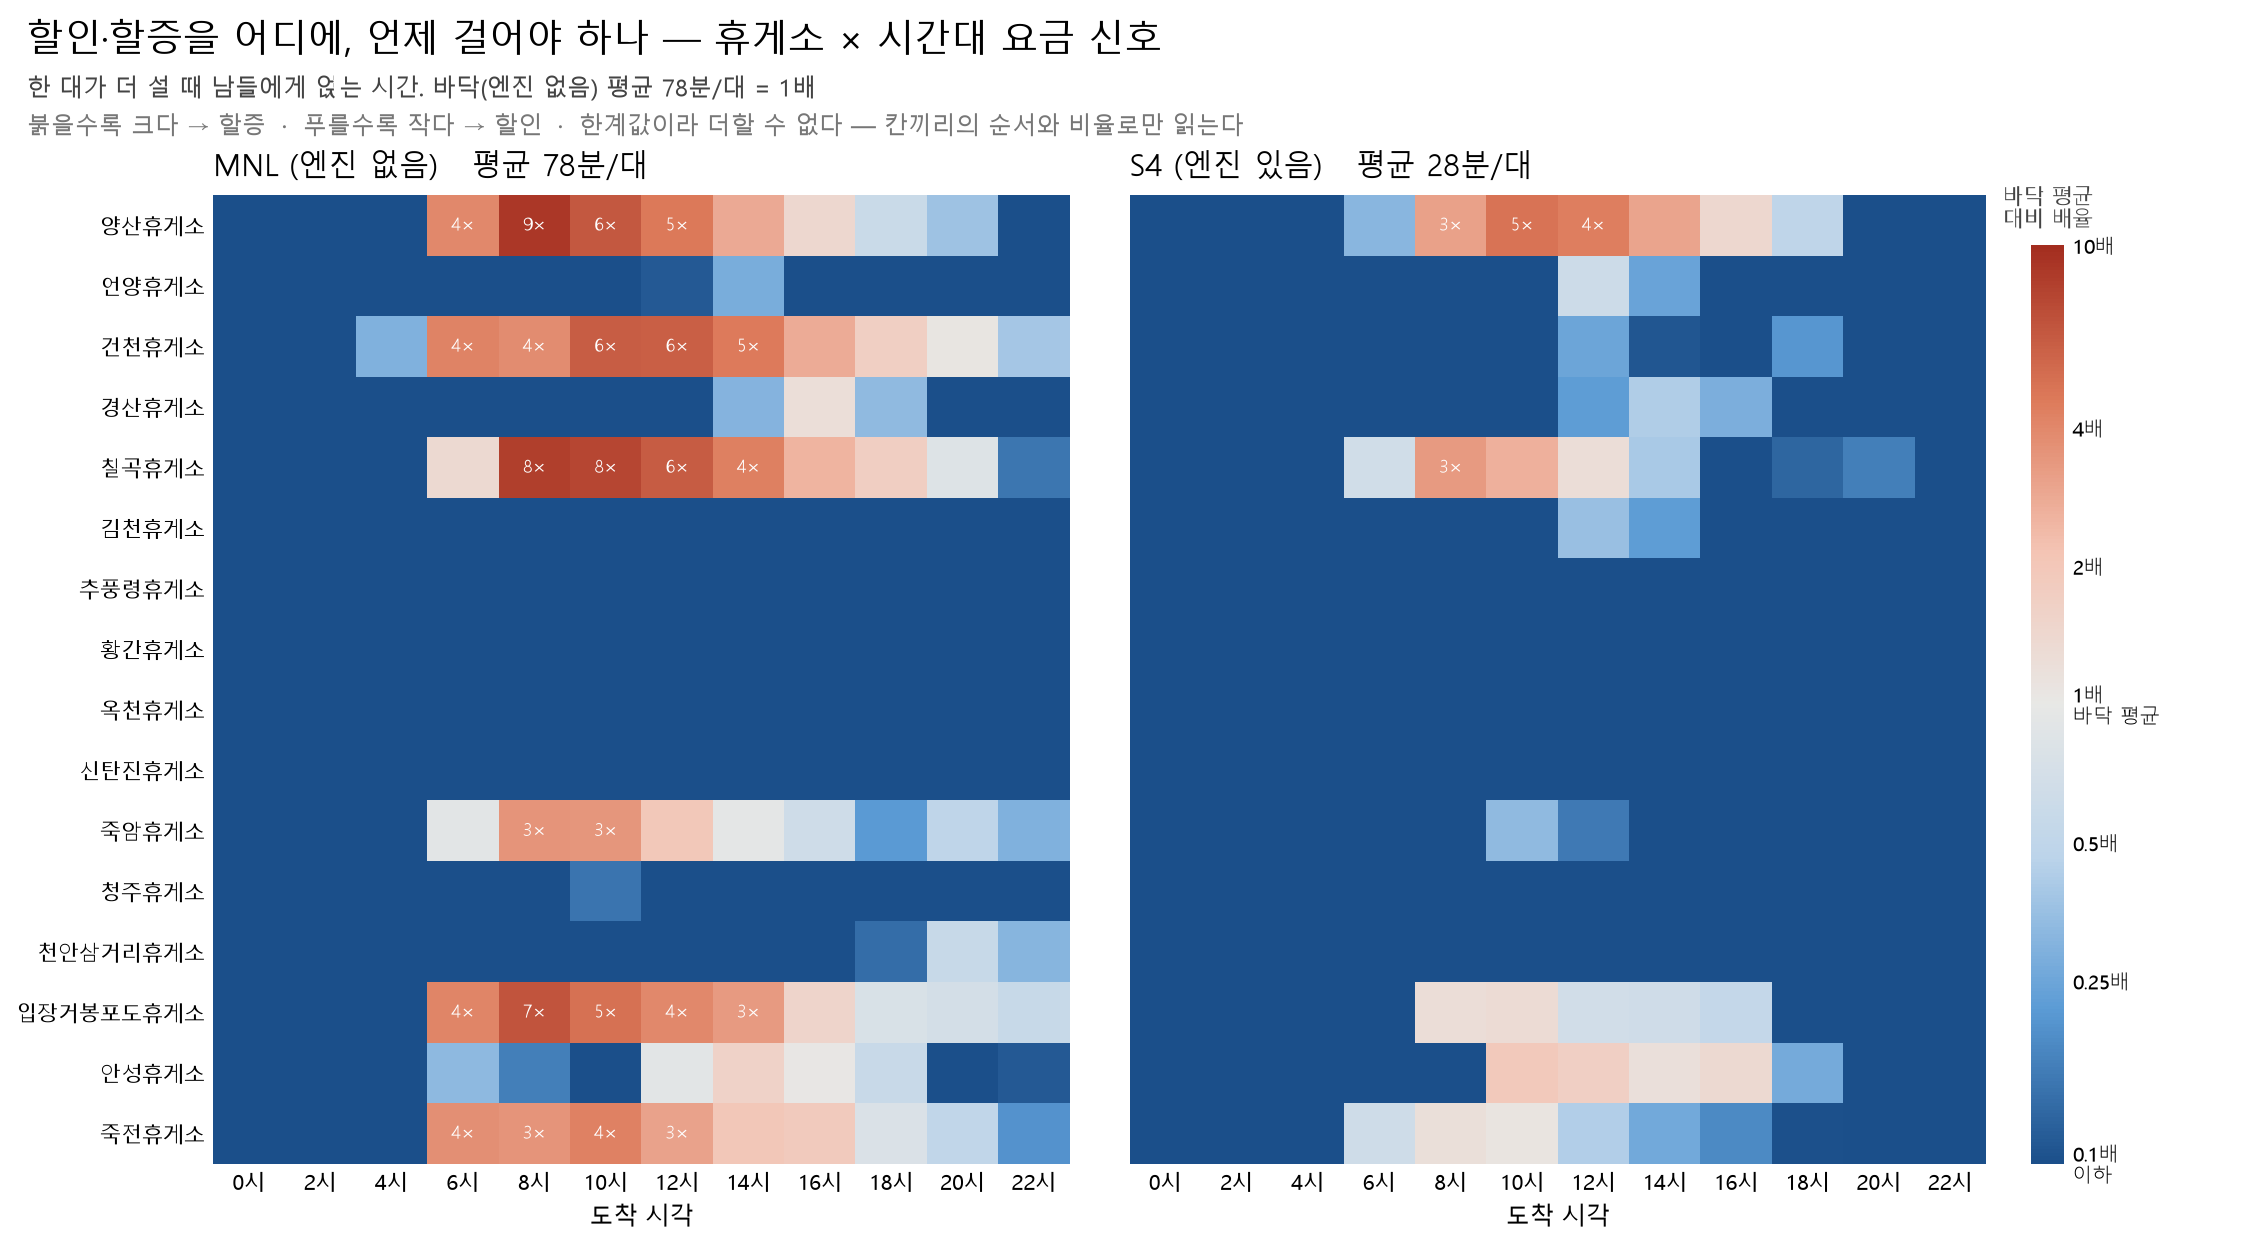 할인·할증을 어디에, 언제 걸어야 하나 — 휴게소 × 시간대 요금 신호
한 대가 더 설 때 남들에게 얹는 시간. 바닥(엔진 없음) 평균 78분/대 = 1배
붉을수록 크다 → 할증 · 푸를수록 작다 → 할인 · 한계값이라 더할 수 없다 — 칸끼리의 순서와 비율로만 읽는다
MNL (엔진 없음) 평균 78분/대
S4 (엔진 있음) 평균 28분/대
바닥 평균
대비 배율
양산휴게소 4× 9× 6× 5× 3× 5× 4×
언양휴게소
건천휴게소 4× 4× 6× 6× 5×
경산휴게소
칠곡휴게소 8× 8× 6× 4× 3×
김천휴게소
추풍령휴게소
황간휴게소
옥천휴게소
신탄진휴게소
죽암휴게소 3× 3×
청주휴게소
천안삼거리휴게소
입장거봉포도휴게소 4× 7× 5× 4× 3×
안성휴게소
죽전휴게소 4× 3× 4× 3×
0시 2시 4시 6시 8시 10시 12시 14시 16시 18시 20시 22시
도착 시각
0시 2시 4시 6시 8시 10시 12시 14시 16시 18시 20시 22시
도착 시각
10배
4배
2배
1배
바닥 평균
0.5배
0.25배
0.1배
이하